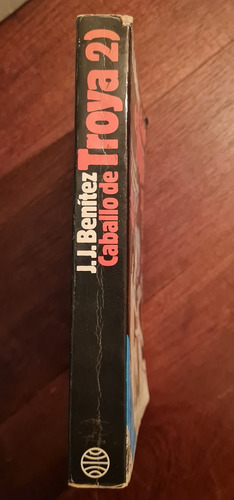 J.J. Benítez
Caballo de Troya 2)